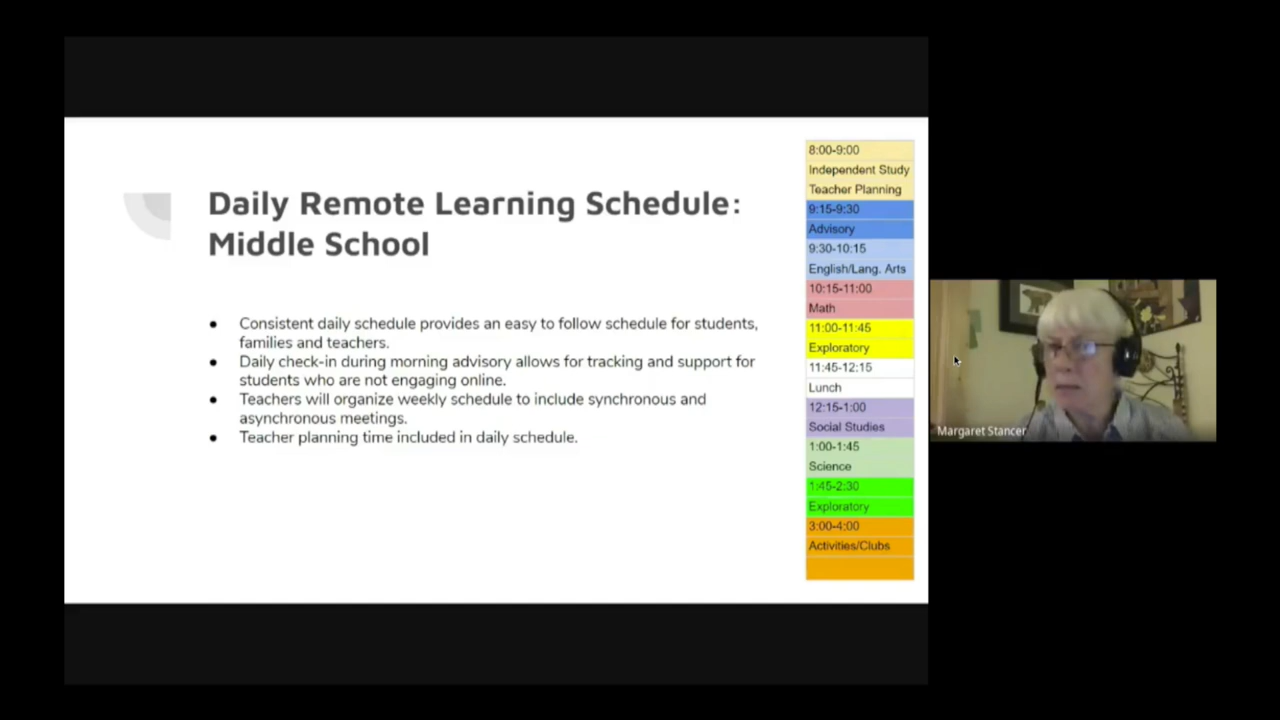 Daily Remote Learning Schedule:
Middle School
● Consistent daily schedule provides an easy to follow schedule for students,
families and teachers.
● Daily check-in during morning advisory allows for tracking and support for
students who are not engaging online.
● Teachers will organize weekly schedule to include synchronous and
asynchronous meetings.
● Teacher planning time included in daily schedule.
8:00-9:00
Independent Study
Teacher Planning
9:15-9:30
Advisory
9:30-10:15
English/Lang. Arts
10:15-11:00
Math
11:00-11:45
Exploratory
11:45-12:15
Lunch
12:15-1:00
Social Studies
1:00-1:45
Science
1:45-2:30
Exploratory
3:00-4:00
Activities/Clubs
Margaret Stancer